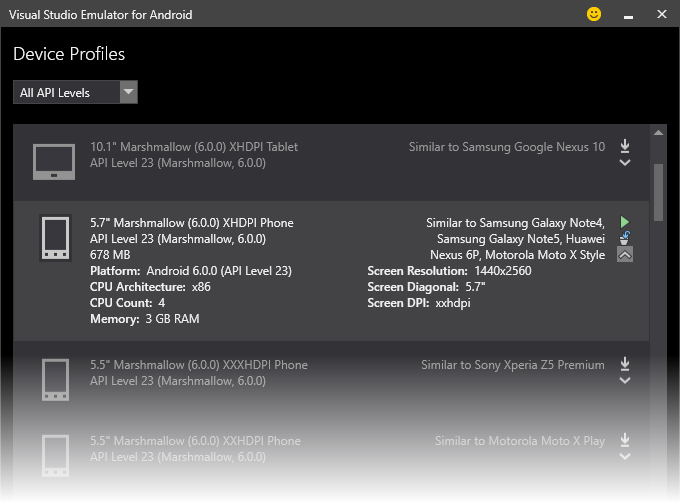 Visual Studio Emulator for Android
Device Profiles
All API Levels
10.1" Marshmallow (6.0.0) XHDPI Tablet
Similar to Samsung Google Nexus 10
API Level 23 (Marshmallow, 6.0.0)
5.7" Marshmallow (6.0.0) XHDPI Phone
Similar to Samsung Galaxy Note4,
API Level 23 (Marshmallow, 6.0.0)
Samsung Galaxy Note5, Huawei
678 MB
Nexus 6P, Motorola Moto X Style
Platform: Android 6.0.0 (API Level 23)
Screen Resolution: 1440x2560
CPU Architecture: x86
Screen Diagonal: 5.7"
CPU Count: 4
Screen DPI: xxhdpi
Memory: 3 GB RAM
5.5" Marshmallow (6.0.0) XXXHDPI Phone
Similar to Sony Xperia Z5 Premium
API Level 23 (Marshmallow, 6.0.0)
5.5" Marshmallow (6.0.0) XXHDPI Phone
Similar to Motorola Moto X Play
API Level 23 (Marshmallow, 6.0.0)